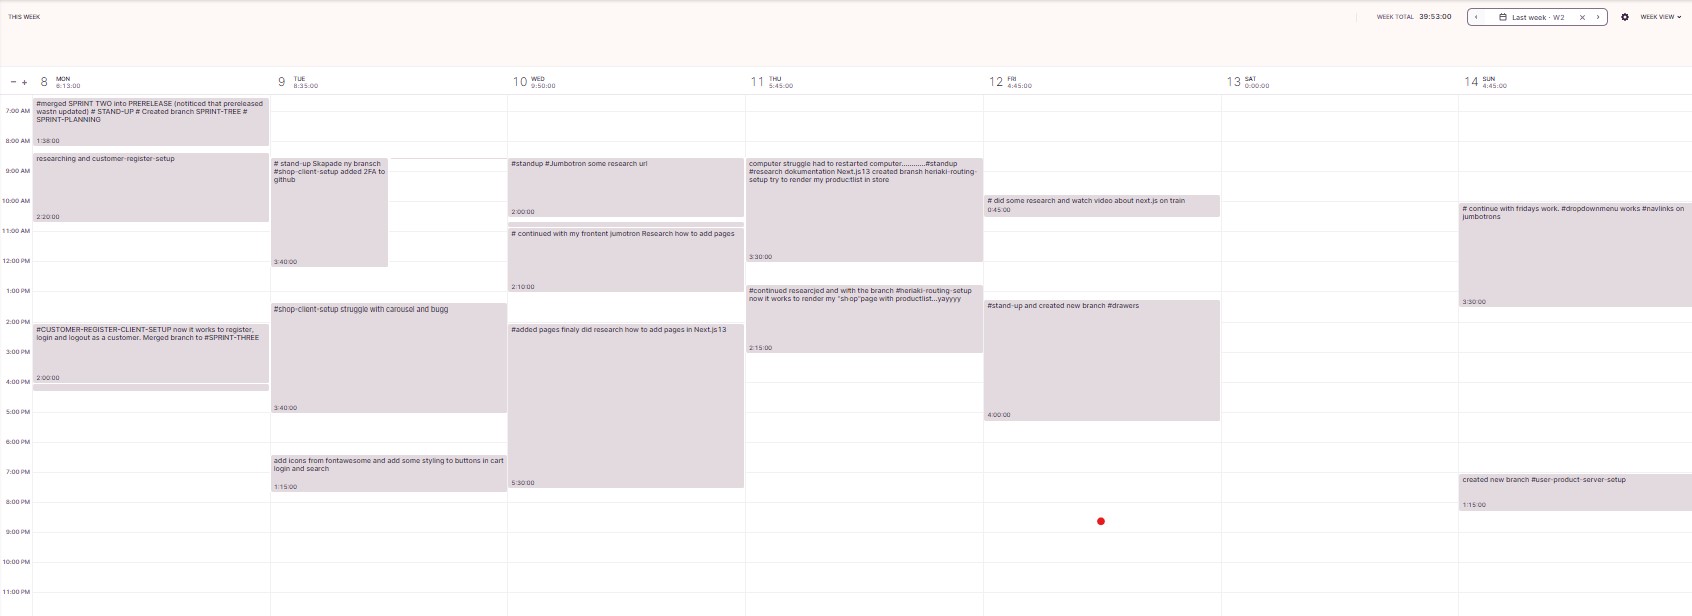 THIS WEEK
WEEK TOTAL 39:53:00
Last week · W2
WEEK VIEW
8 MON 6:13:00
9 TUE 8:35:00
10 WED 9:50:00
11 THU 5:45:00
12 FRI 4:45:00
13 SAT 0:00:00
14 SUN 4:45:00
7:00 AM
8:00 AM
9:00 AM
10:00 AM
11:00 AM
12:00 PM
1:00 PM
2:00 PM
3:00 PM
4:00 PM
5:00 PM
6:00 PM
7:00 PM
8:00 PM
9:00 PM
10:00 PM
11:00 PM
#merged SPRINT TWO into PRERELEASE (notiticed that prereleased
wastn updated) # STAND-UP # Created branch SPRINT-TREE #
SPRINT-PLANNING
1:38:00
researching and customer-register-setup
2:20:00
#CUSTOMER-REGISTER-CLIENT-SETUP now it works to register,
login and logout as a customer. Merged branch to #SPRINT-THREE
2:00:00
# stand-up Skapade ny bransch
#shop-client-setup added 2FA to
github
3:40:00
#shop-client-setup struggle with carousel and bugg
3:40:00
add icons from fontawesome and add some styling to buttons in cart
login and search
1:15:00
#standup #Jumbotron some research url
2:00:00
# continued with my frontent jumotron Research how to add pages
2:10:00
#added pages finaly did research how to add pages in Next.js13
5:30:00
computer struggle had to restarted computer............#standup
#research dokumentation Next.js13 created bransh heriaki-routing-
setup try to render my productlist in store
3:30:00
#continued researcjed and with the branch #heriaki-routing-setup
now it works to render my "shop"page with productlist...yayyyy
2:15:00
# did some research and watch video about next.js on train
0:45:00
#stand-up and created new branch #drawers
4:00:00
# continue with fridays work. #dropdownmenu works #navlinks on
jumbotrons
3:30:00
created new branch #user-product-server-setup
1:15:00